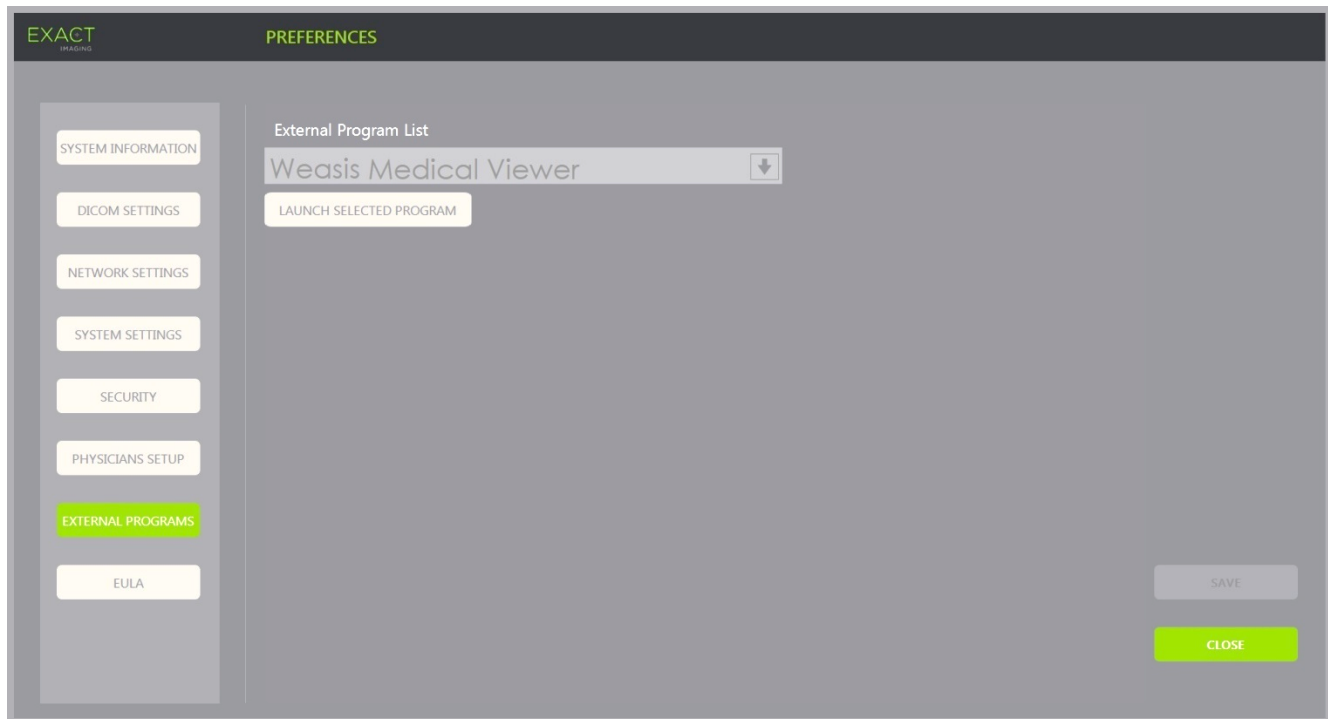 EXACT
IMAGING
PREFERENCES
SYSTEM INFORMATION
DICOM SETTINGS
NETWORK SETTINGS
SYSTEM SETTINGS
SECURITY
PHYSICIANS SETUP
EXTERNAL PROGRAMS
EULA
External Program List
Weasis Medical Viewer
LAUNCH SELECTED PROGRAM
SAVE
CLOSE